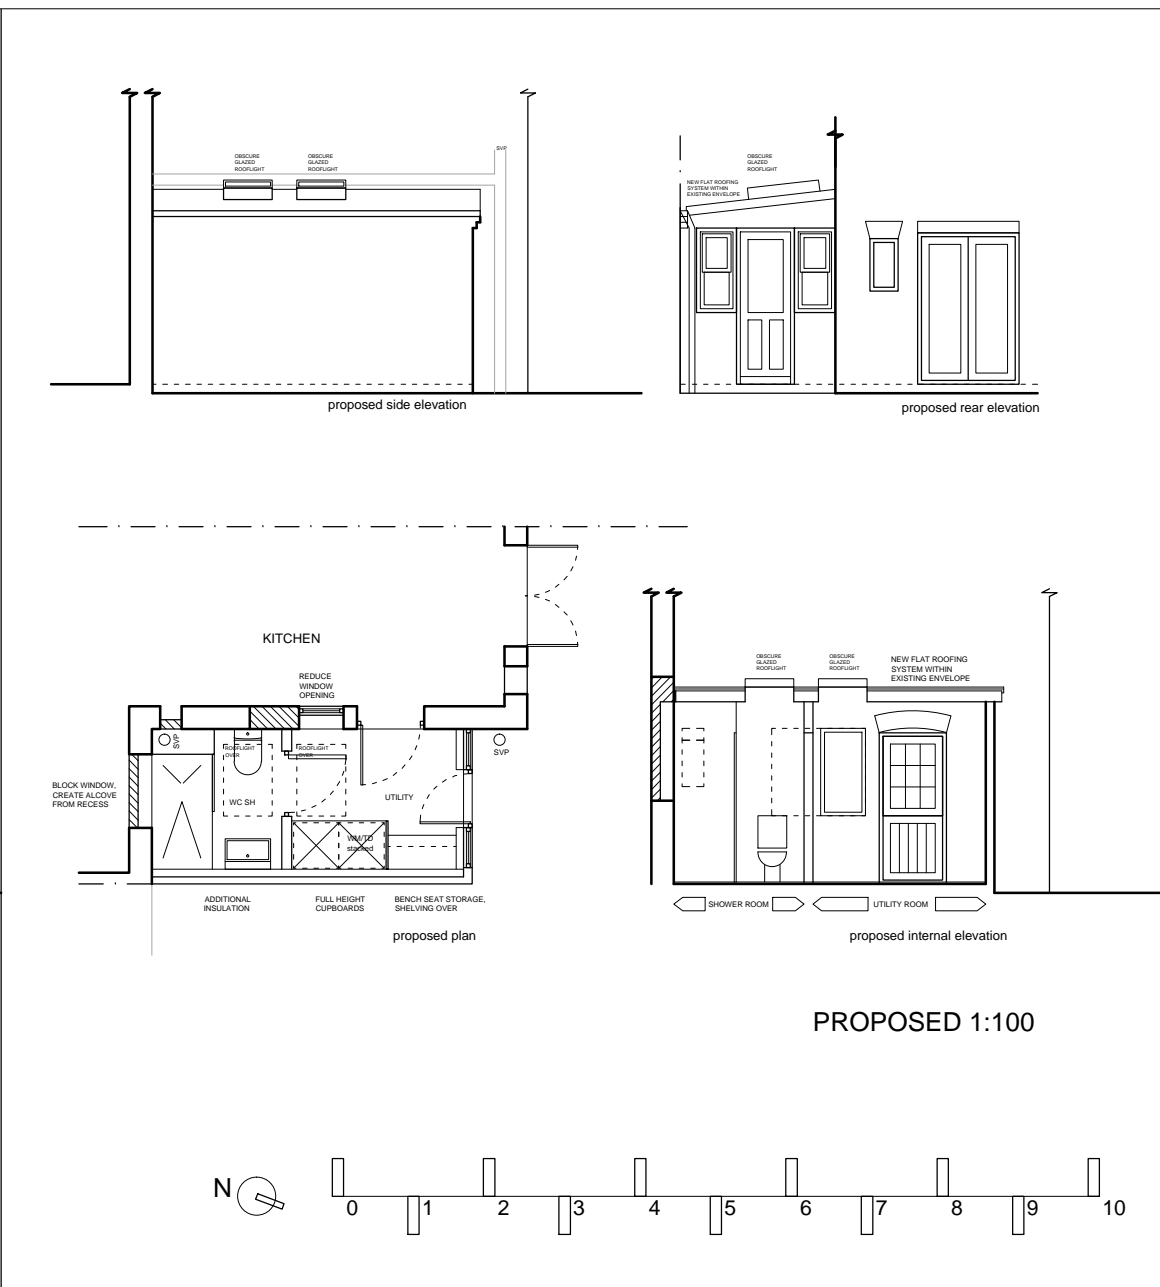 SVP
OBSCURE
GLAZED
ROOFLIGHT
OBSCURE
GLAZED
ROOFLIGHT
proposed side elevation
OBSCURE
GLAZED
ROOFLIGHT
NEW FLAT ROOFING
SYSTEM WITHIN
EXISTING ENVELOPE
proposed rear elevation
KITCHEN
REDUCE
WINDOW
OPENING
SVP
ROOFLIGHT
OVER
ROOFLIGHT
OVER
SVP
BLOCK WINDOW,
CREATE ALCOVE
FROM RECESS
WC SH
UTILITY
WM/TD
stacked
ADDITIONAL
INSULATION
FULL HEIGHT
CUPBOARDS
BENCH SEAT STORAGE,
SHELVING OVER
proposed plan
OBSCURE
GLAZED
ROOFLIGHT
OBSCURE
GLAZED
ROOFLIGHT
NEW FLAT ROOFING
SYSTEM WITHIN
EXISTING ENVELOPE
SHOWER ROOM
UTILITY ROOM
proposed internal elevation
PROPOSED 1:100
N
0 1 2 3 4 5 6 7 8 9 10